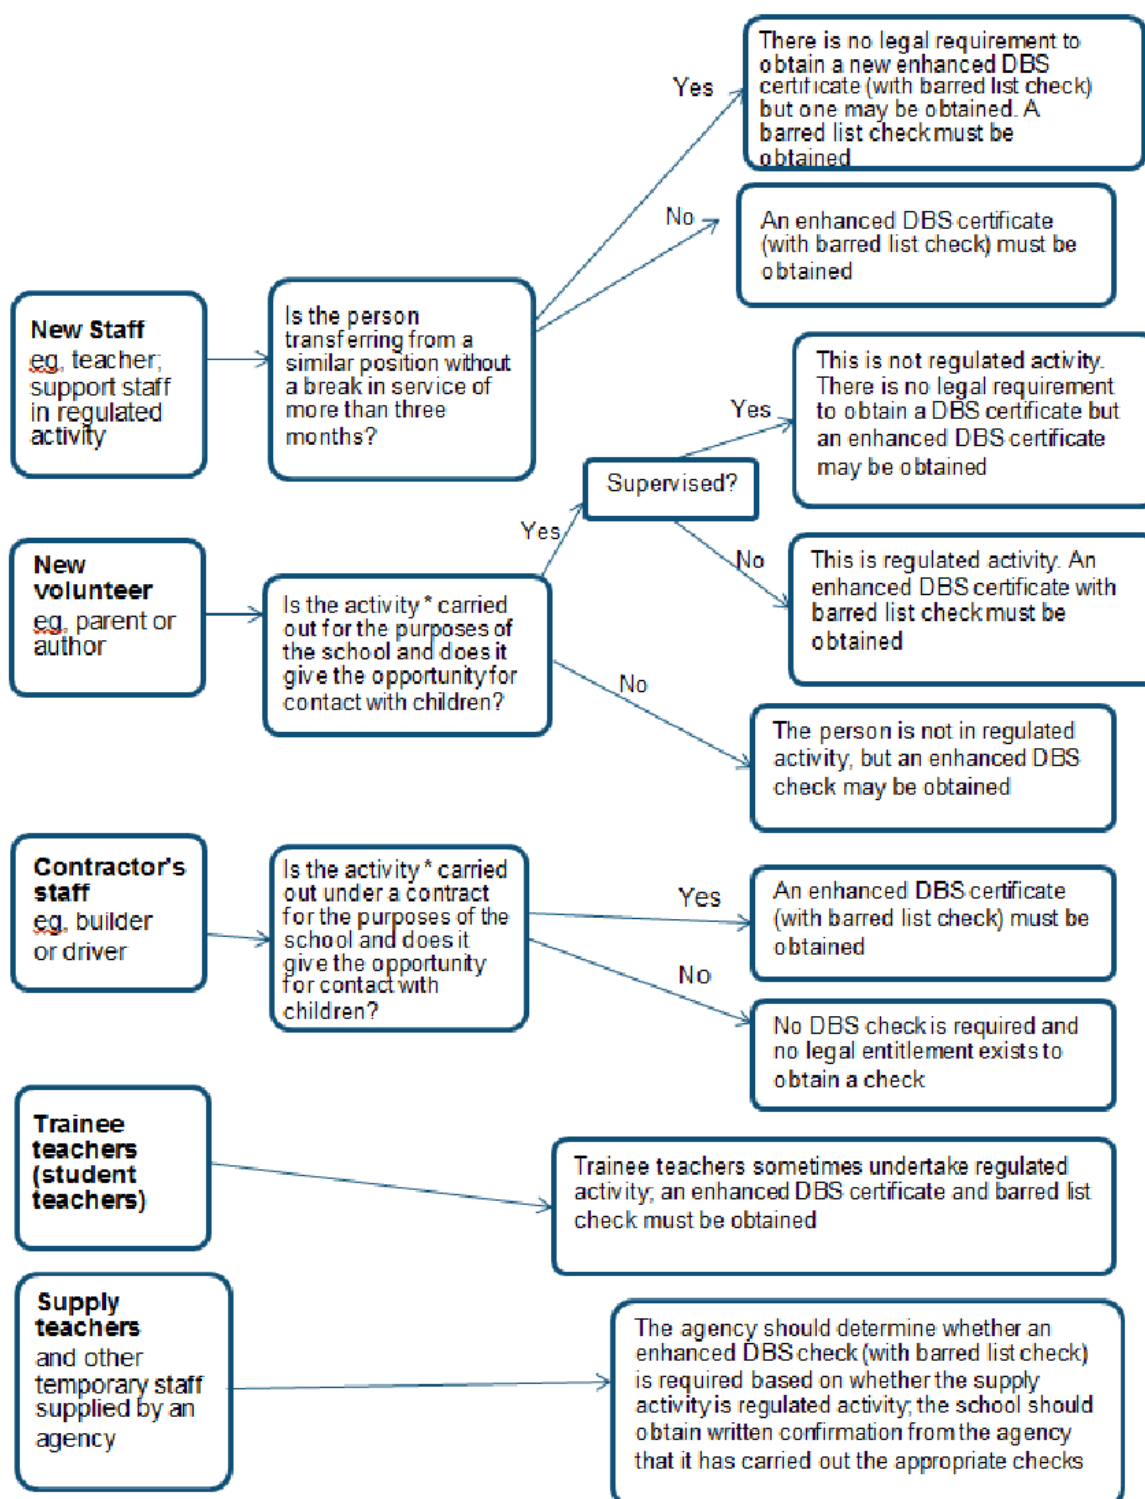 There is no legal requirement to
obtain a new enhanced DBS
certificate (with barred list check)
but one may be obtained. A
barred list check must be
obtained
Yes
No
An enhanced DBS certificate
(with barred list check) must be
obtained
New Staff
eg, teacher;
support staff
in regulated
activity
Is the person
transferring from a
similar position without
a break in service of
more than three
months?
This is not regulated activity.
There is no legal requirement
to obtain a DBS certificate but
an enhanced DBS certificate
may be obtained
Yes
Supervised?
Yes
No
This is regulated activity. An
enhanced DBS certificate with
barred list check must be
obtained
New
volunteer
eg, parent or
author
Is the activity * carried
out for the purposes of
the school and does it
give the opportunity for
contact with children?
No
The person is not in regulated
activity, but an enhanced DBS
check may be obtained
Contractor's
staff
eg, builder
or driver
Is the activity * carried
out under a contract
for the purposes of the
school and does it
give the opportunity
for contact with
children?
Yes
An enhanced DBS certificate
(with barred list check) must be
obtained
No
No DBS check is required and
no legal entitlement exists to
obtain a check
Trainee
teachers
(student
teachers)
Trainee teachers sometimes undertake regulated
activity; an enhanced DBS certificate and barred list
check must be obtained
Supply
teachers
and other
temporary staff
supplied by an
agency
The agency should determine whether an
enhanced DBS check (with barred list check)
is required based on whether the supply
activity is regulated activity; the school should
obtain written confirmation from the agency
that it has carried out the appropriate checks